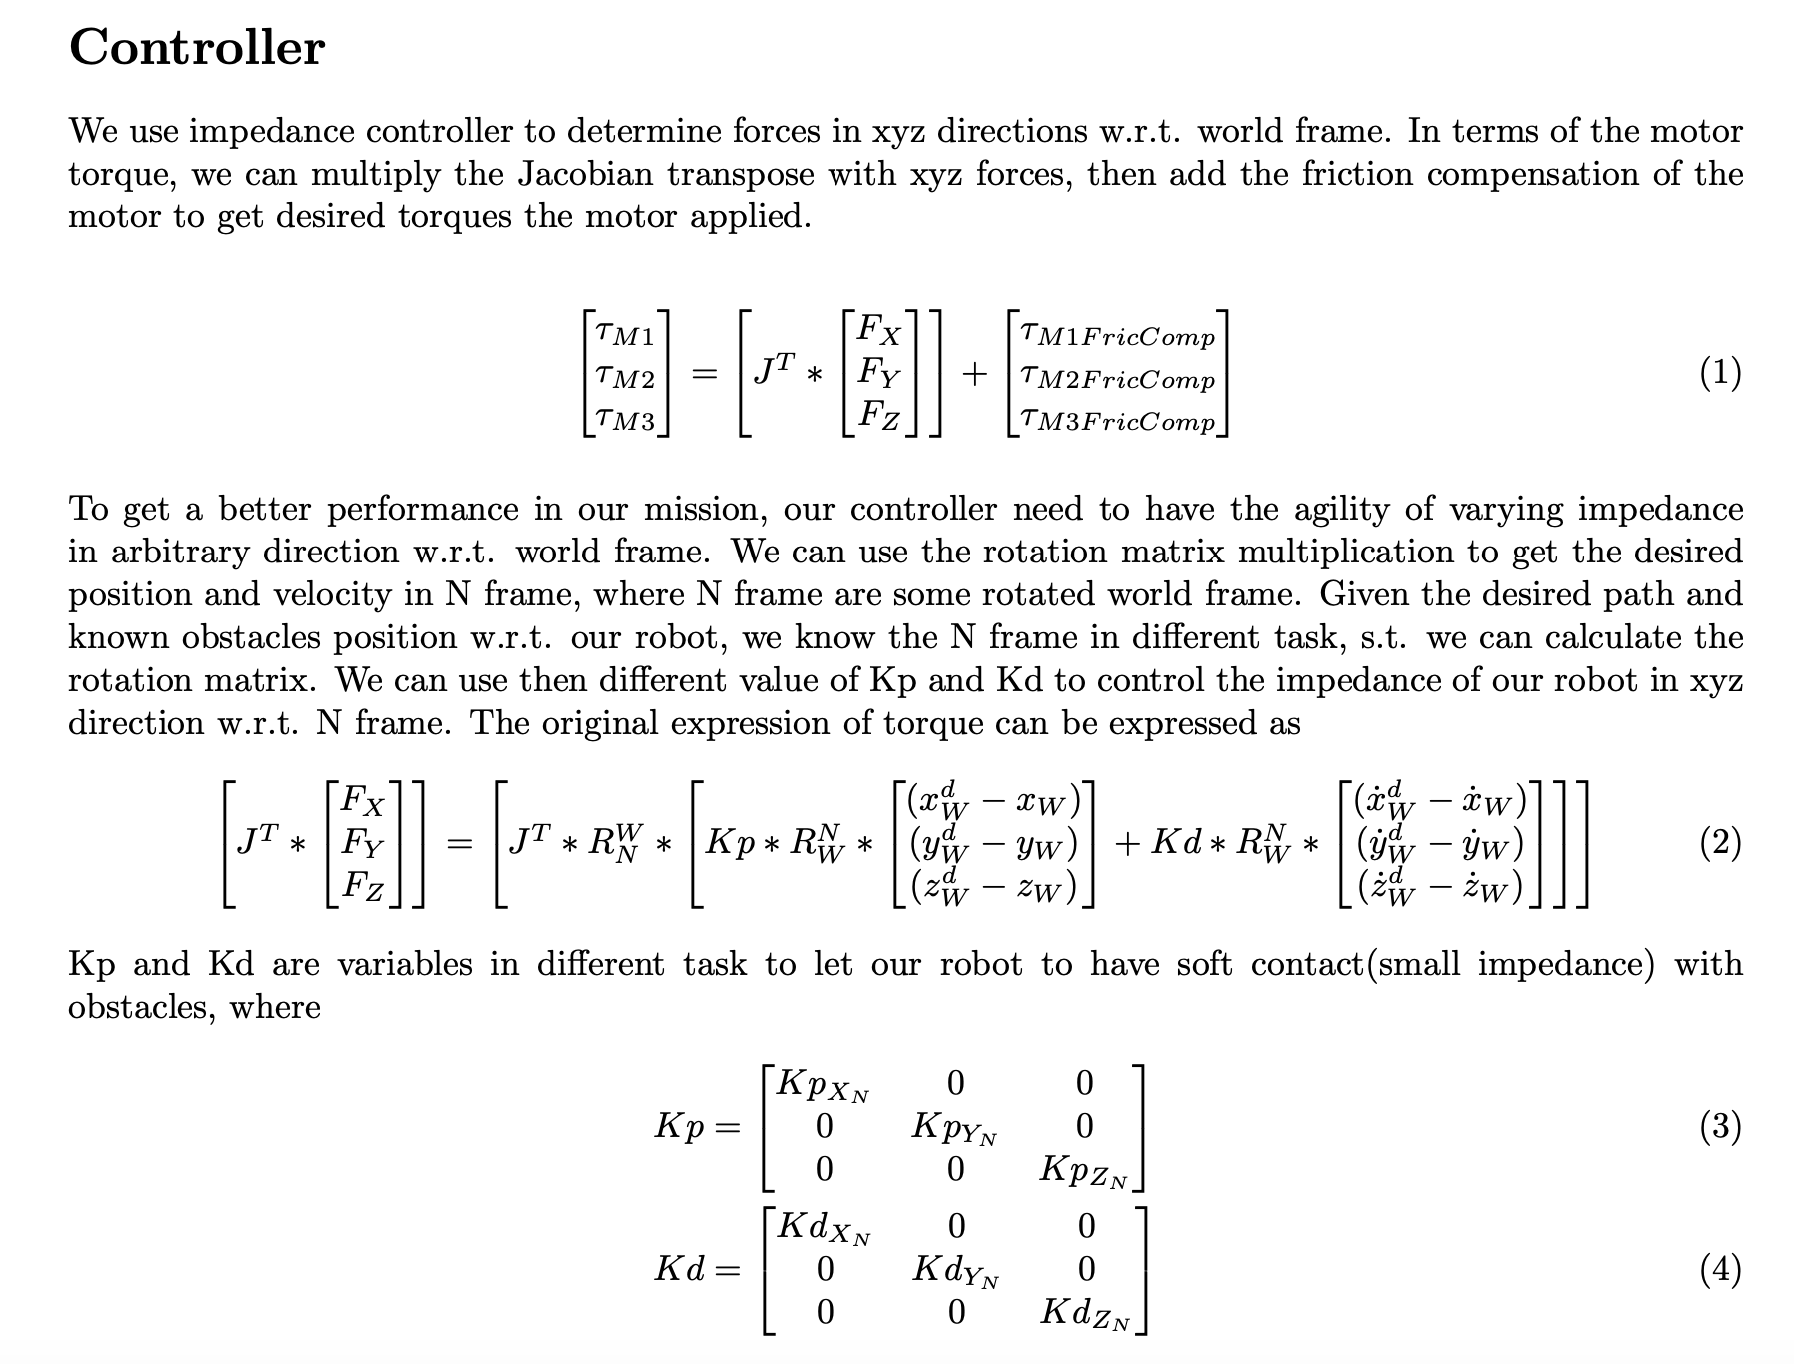 Controller
We use impedance controller to determine forces in xyz directions w.r.t. world frame. In terms of the motor
torque, we can multiply the Jacobian transpose with xyz forces, then add the friction compensation of the
motor to get desired torques the motor applied.
\begin{bmatrix} \tau_{M1} \\ \tau_{M2} \\ \tau_{M3} \end{bmatrix} = \begin{bmatrix} J^T * \begin{bmatrix} F_X \\ F_Y \\ F_Z \end{bmatrix} \end{bmatrix} + \begin{bmatrix} \tau_{M1FricComp} \\ \tau_{M2FricComp} \\ \tau_{M3FricComp} \end{bmatrix} (1)
To get a better performance in our mission, our controller need to have the agility of varying impedance
in arbitrary direction w.r.t. world frame. We can use the rotation matrix multiplication to get the desired
position and velocity in N frame, where N frame are some rotated world frame. Given the desired path and
known obstacles position w.r.t. our robot, we know the N frame in different task, s.t. we can calculate the
rotation matrix. We can use then different value of Kp and Kd to control the impedance of our robot in xyz
direction w.r.t. N frame. The original expression of torque can be expressed as
\begin{bmatrix} J^T * \begin{bmatrix} F_X \\ F_Y \\ F_Z \end{bmatrix} \end{bmatrix} = \begin{bmatrix} J^T * R_N^W * \begin{bmatrix} Kp * R_W^N * \begin{bmatrix} (x_W^d - x_W) \\ (y_W^d - y_W) \\ (z_W^d - z_W) \end{bmatrix} + Kd * R_W^N * \begin{bmatrix} (\dot{x}_W^d - \dot{x}_W) \\ (\dot{y}_W^d - \dot{y}_W) \\ (\dot{z}_W^d - \dot{z}_W) \end{bmatrix} \end{bmatrix} \end{bmatrix} (2)
Kp and Kd are variables in different task to let our robot to have soft contact(small impedance) with
obstacles, where
Kp = \begin{bmatrix} Kp_{X_N} & 0 & 0 \\ 0 & Kp_{Y_N} & 0 \\ 0 & 0 & Kp_{Z_N} \end{bmatrix} (3)
Kd = \begin{bmatrix} Kd_{X_N} & 0 & 0 \\ 0 & Kd_{Y_N} & 0 \\ 0 & 0 & Kd_{Z_N} \end{bmatrix} (4)